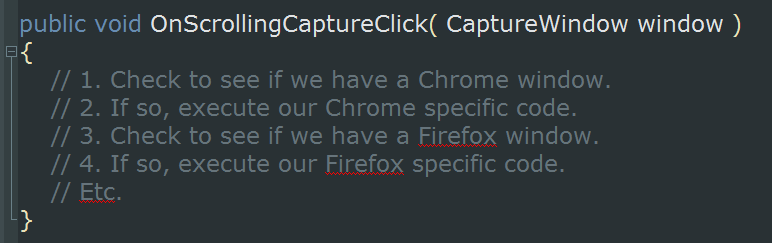 public void OnScrollingCaptureClick( CaptureWindow window )
{
// 1. Check to see if we have a Chrome window.
// 2. If so, execute our Chrome specific code.
// 3. Check to see if we have a Firefox window.
// 4. If so, execute our Firefox specific code.
// Etc.
}